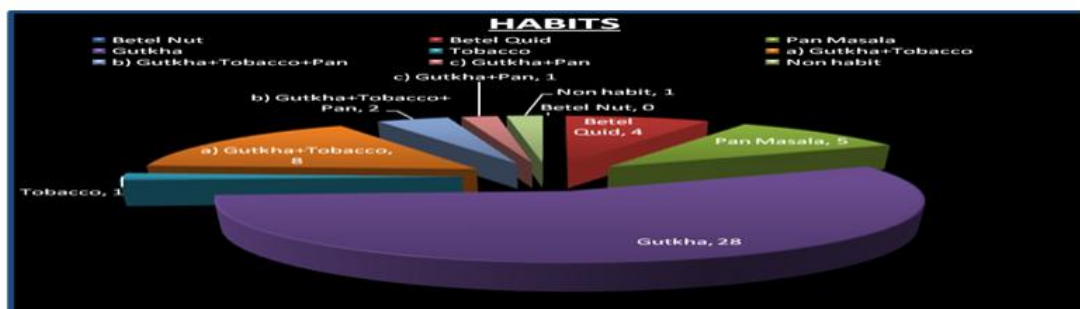 HABITS
Betel Nut
Betel Quid
Pan Masala
Gutkha
Tobacco
a) Gutkha+Tobacco
b) Gutkha+Tobacco+Pan
c) Gutkha+Pan
Non habit
c) Gutkha+Pan, 1
b) Gutkha+Tobacco+
Pan, 2
Non habit, 1
Betel Nut, 0
Betel
Quid, 4
Pan Masala, 5
a) Gutkha+Tobacco,
8
Tobacco, 1
Gutkha, 28